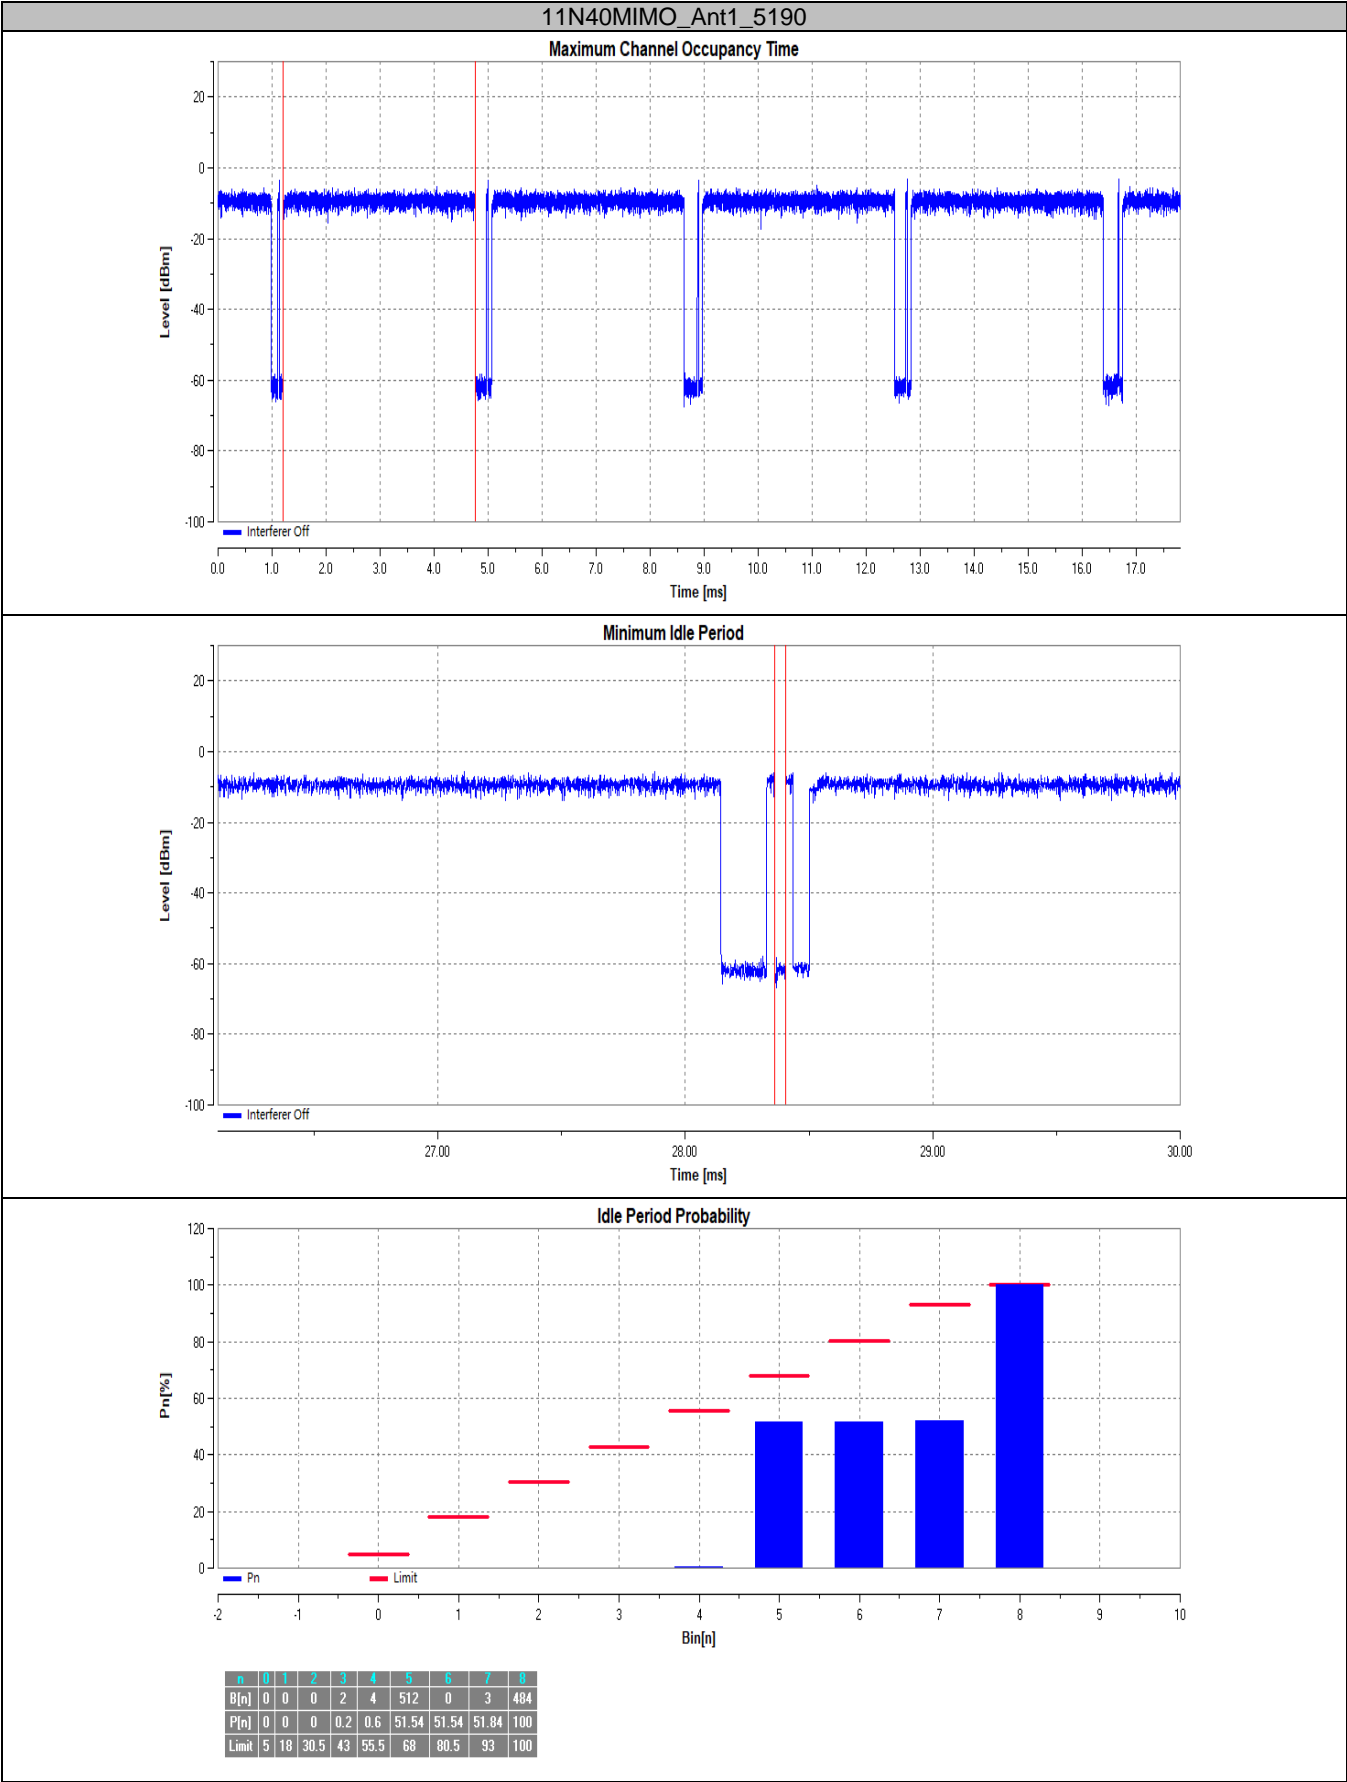 11N40MIMO_Ant1_5190
Maximum Channel Occupancy Time
20
0
-20
-40
-60
-80
-100
Level [dBm]
Interferer Off
0.0 1.0 2.0 3.0 4.0 5.0 6.0 7.0 8.0 9.0 10.0 11.0 12.0 13.0 14.0 15.0 16.0 17.0
Time [ms]
Minimum Idle Period
20
0
-20
-40
-60
-80
-100
Level [dBm]
Interferer Off
27.00 28.00 29.00 30.00
Time [ms]
Idle Period Probability
120
100
80
60
40
20
0
Pn[%]
Pn Limit
-2 -1 0 1 2 3 4 5 6 7 8 9 10
Bin[n]
n 0 1 2 3 4 5 6 7 8
B[n] 0 0 0 2 4 512 0 3 484
P[n] 0 0 0 0.2 0.6 51.54 51.54 51.84 100
Limit 5 18 30.5 43 55.5 68 80.5 93 100